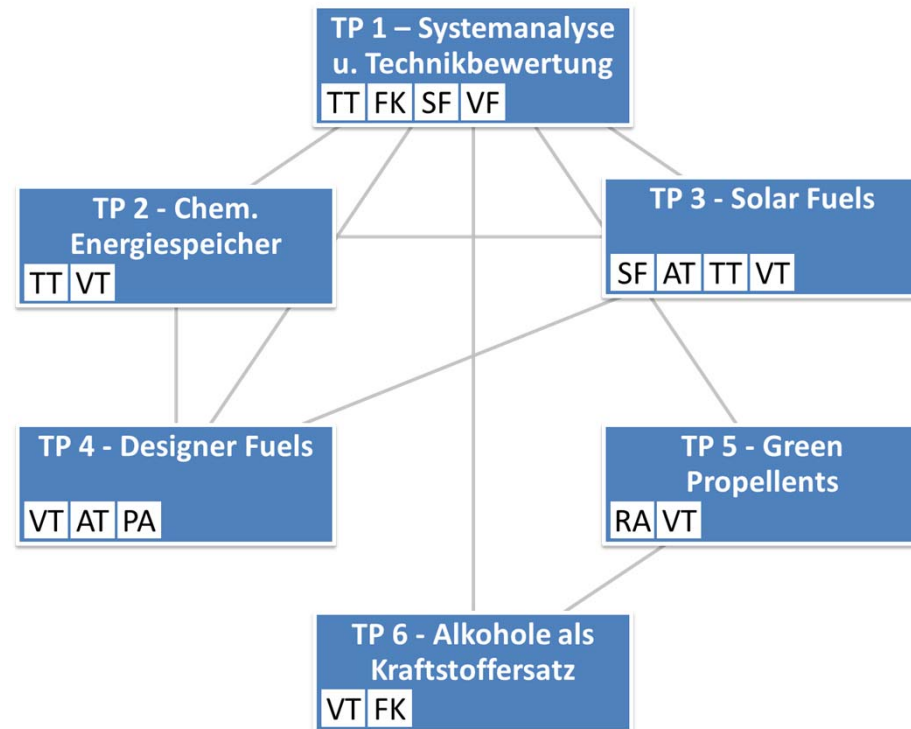 TP 1 – Systemanalyse
u. Technikbewertung
TT FK SF VF
TP 2 - Chem.
Energiespeicher
TT VT
TP 3 - Solar Fuels
SF AT TT VT
TP 4 - Designer Fuels
VT AT PA
TP 5 - Green
Propellents
RA VT
TP 6 - Alkohole als
Kraftstoffersatz
VT FK